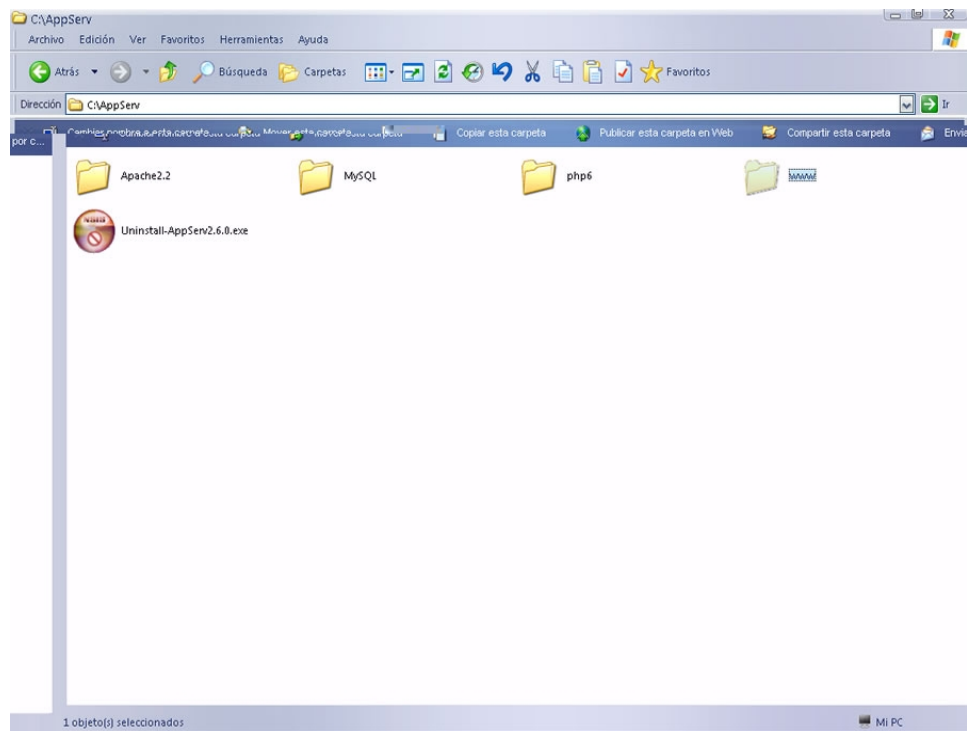 C:\AppServ
Archivo Edición Ver Favoritos Herramientas Ayuda
Atrás Búsqueda Carpetas Favoritos
Dirección C:\AppServ Ir
por c... Copiar esta carpeta Publicar esta carpeta en Web Compartir esta carpeta
Apache2.2 MySQL php6 www
Uninstall-AppServ2.6.0.exe
1 objeto(s) seleccionados Mi PC